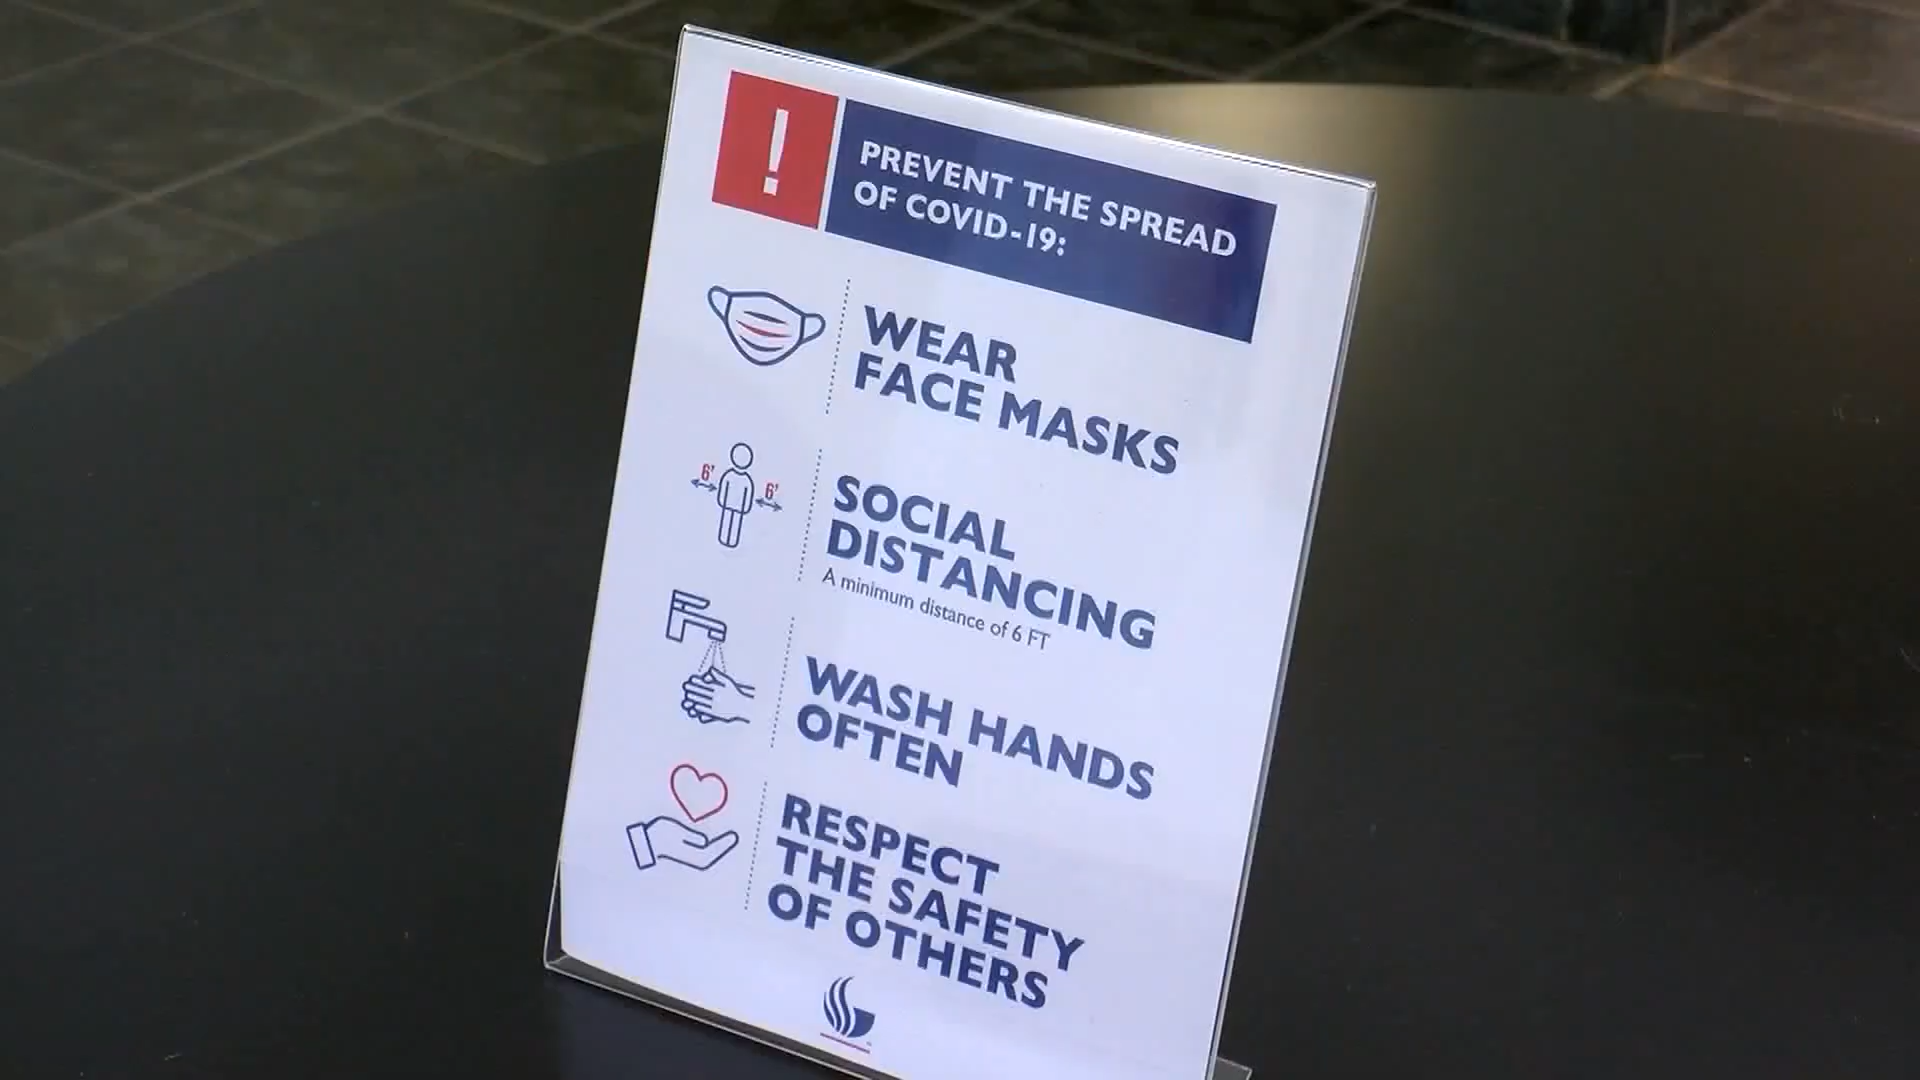 !
PREVENT THE SPREAD
OF COVID-19:
WEAR
FACE MASKS
6' 6'
SOCIAL
DISTANCING
A minimum distance of 6 FT
WASH HANDS
OFTEN
RESPECT
THE SAFETY
OF OTHERS